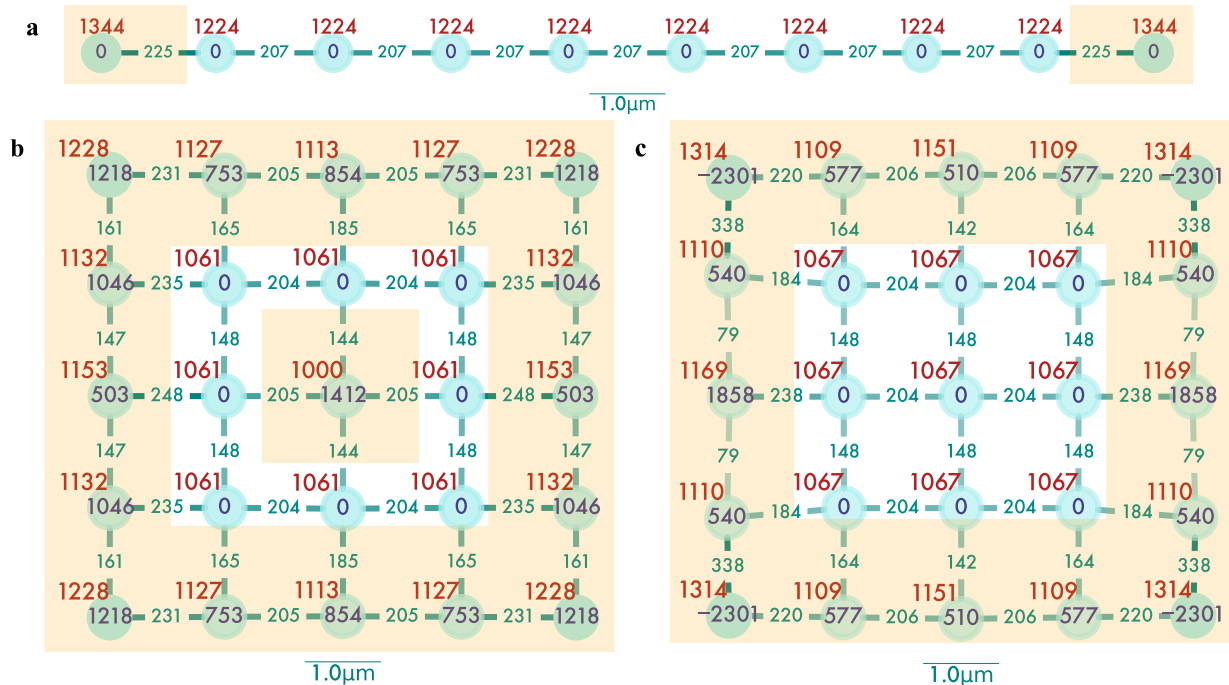 1344 1224 1224 1224 1224 1224 1224 1224 1224 1344
a 0 225 0 207 0 207 0 207 0 207 0 207 0 207 0 207 0 225 0
1.0µm
b
1228 1127 1113 1127 1228
1218 231 753 205 854 205 753 231 1218
161 165 185 165 161
1132 1061 1061 1061 1132
1046 235 0 204 0 204 0 235 1046
147 148 144 148 147
1153 1061 1000 1061 1153
503 248 0 205 1412 205 0 248 503
147 148 144 148 147
1132 1061 1061 1061 1132
1046 235 0 204 0 204 0 235 1046
161 165 185 165 161
1228 1127 1113 1127 1228
1218 231 753 205 854 205 753 231 1218
1.0µm
c
1314 1109 1151 1109 1314
−2301 220 577 206 510 206 577 220 −2301
338 164 142 164 338
1110 1067 1067 1067 1110
540 184 0 204 0 204 0 184 540
79 148 148 148 79
1169 1067 1067 1067 1169
1858 238 0 204 0 204 0 238 1858
79 148 148 148 79
1110 1067 1067 1067 1110
540 184 0 204 0 204 0 184 540
338 164 142 164 338
1314 1109 1151 1109 1314
−2301 220 577 206 510 206 577 220 −2301
1.0µm